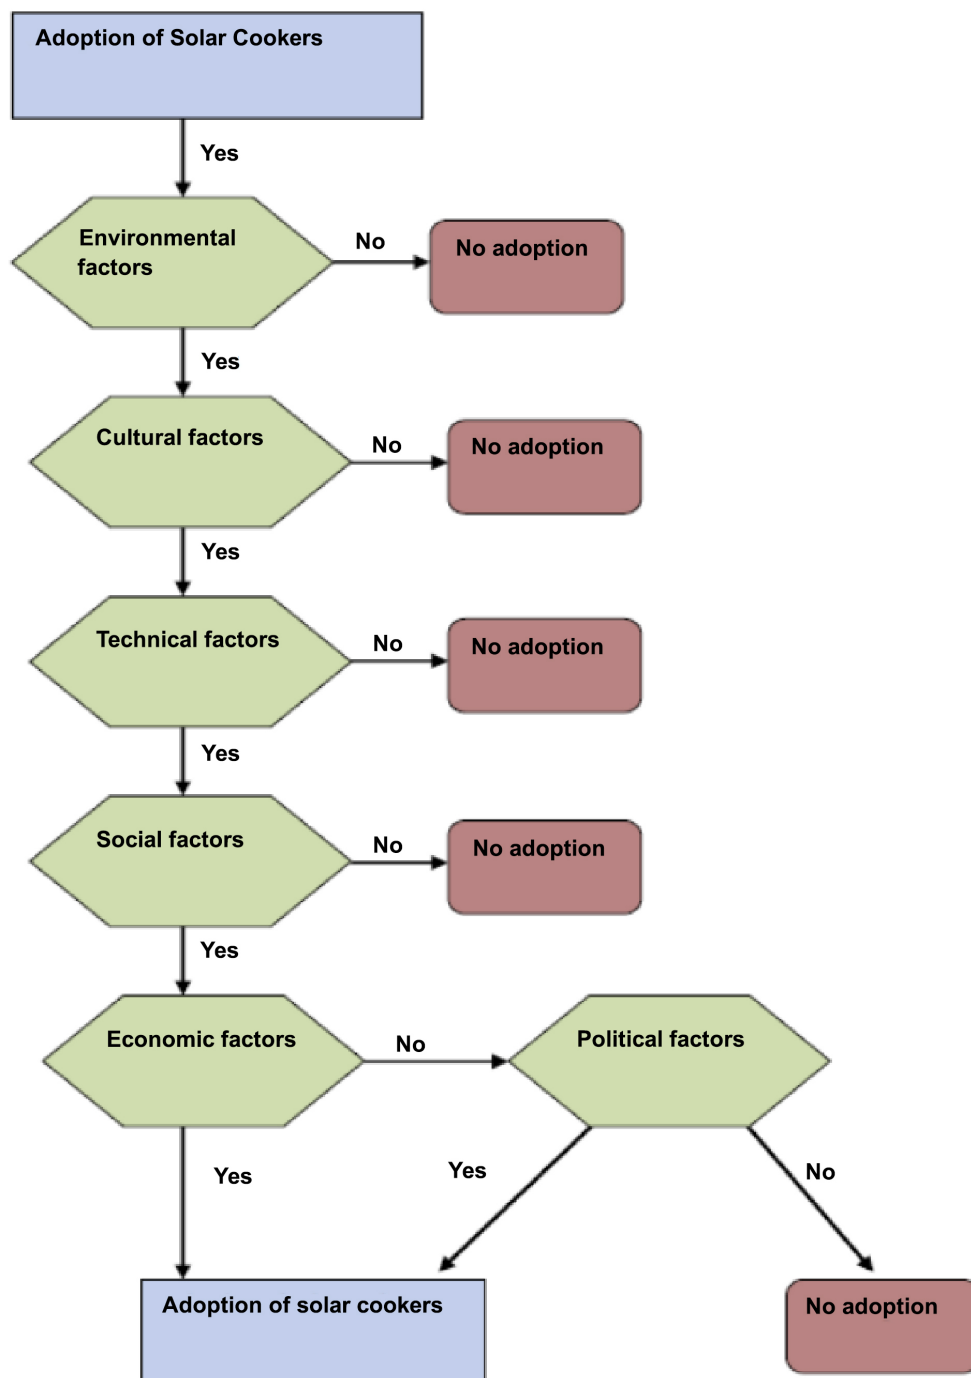 Adoption of Solar Cookers
Yes
Environmental
factors
No
No adoption
Yes
Cultural factors
No
No adoption
Yes
Technical factors
No
No adoption
Yes
Social factors
No
No adoption
Yes
Economic factors
No
Political factors
Yes
Yes
No
Adoption of solar cookers
No adoption